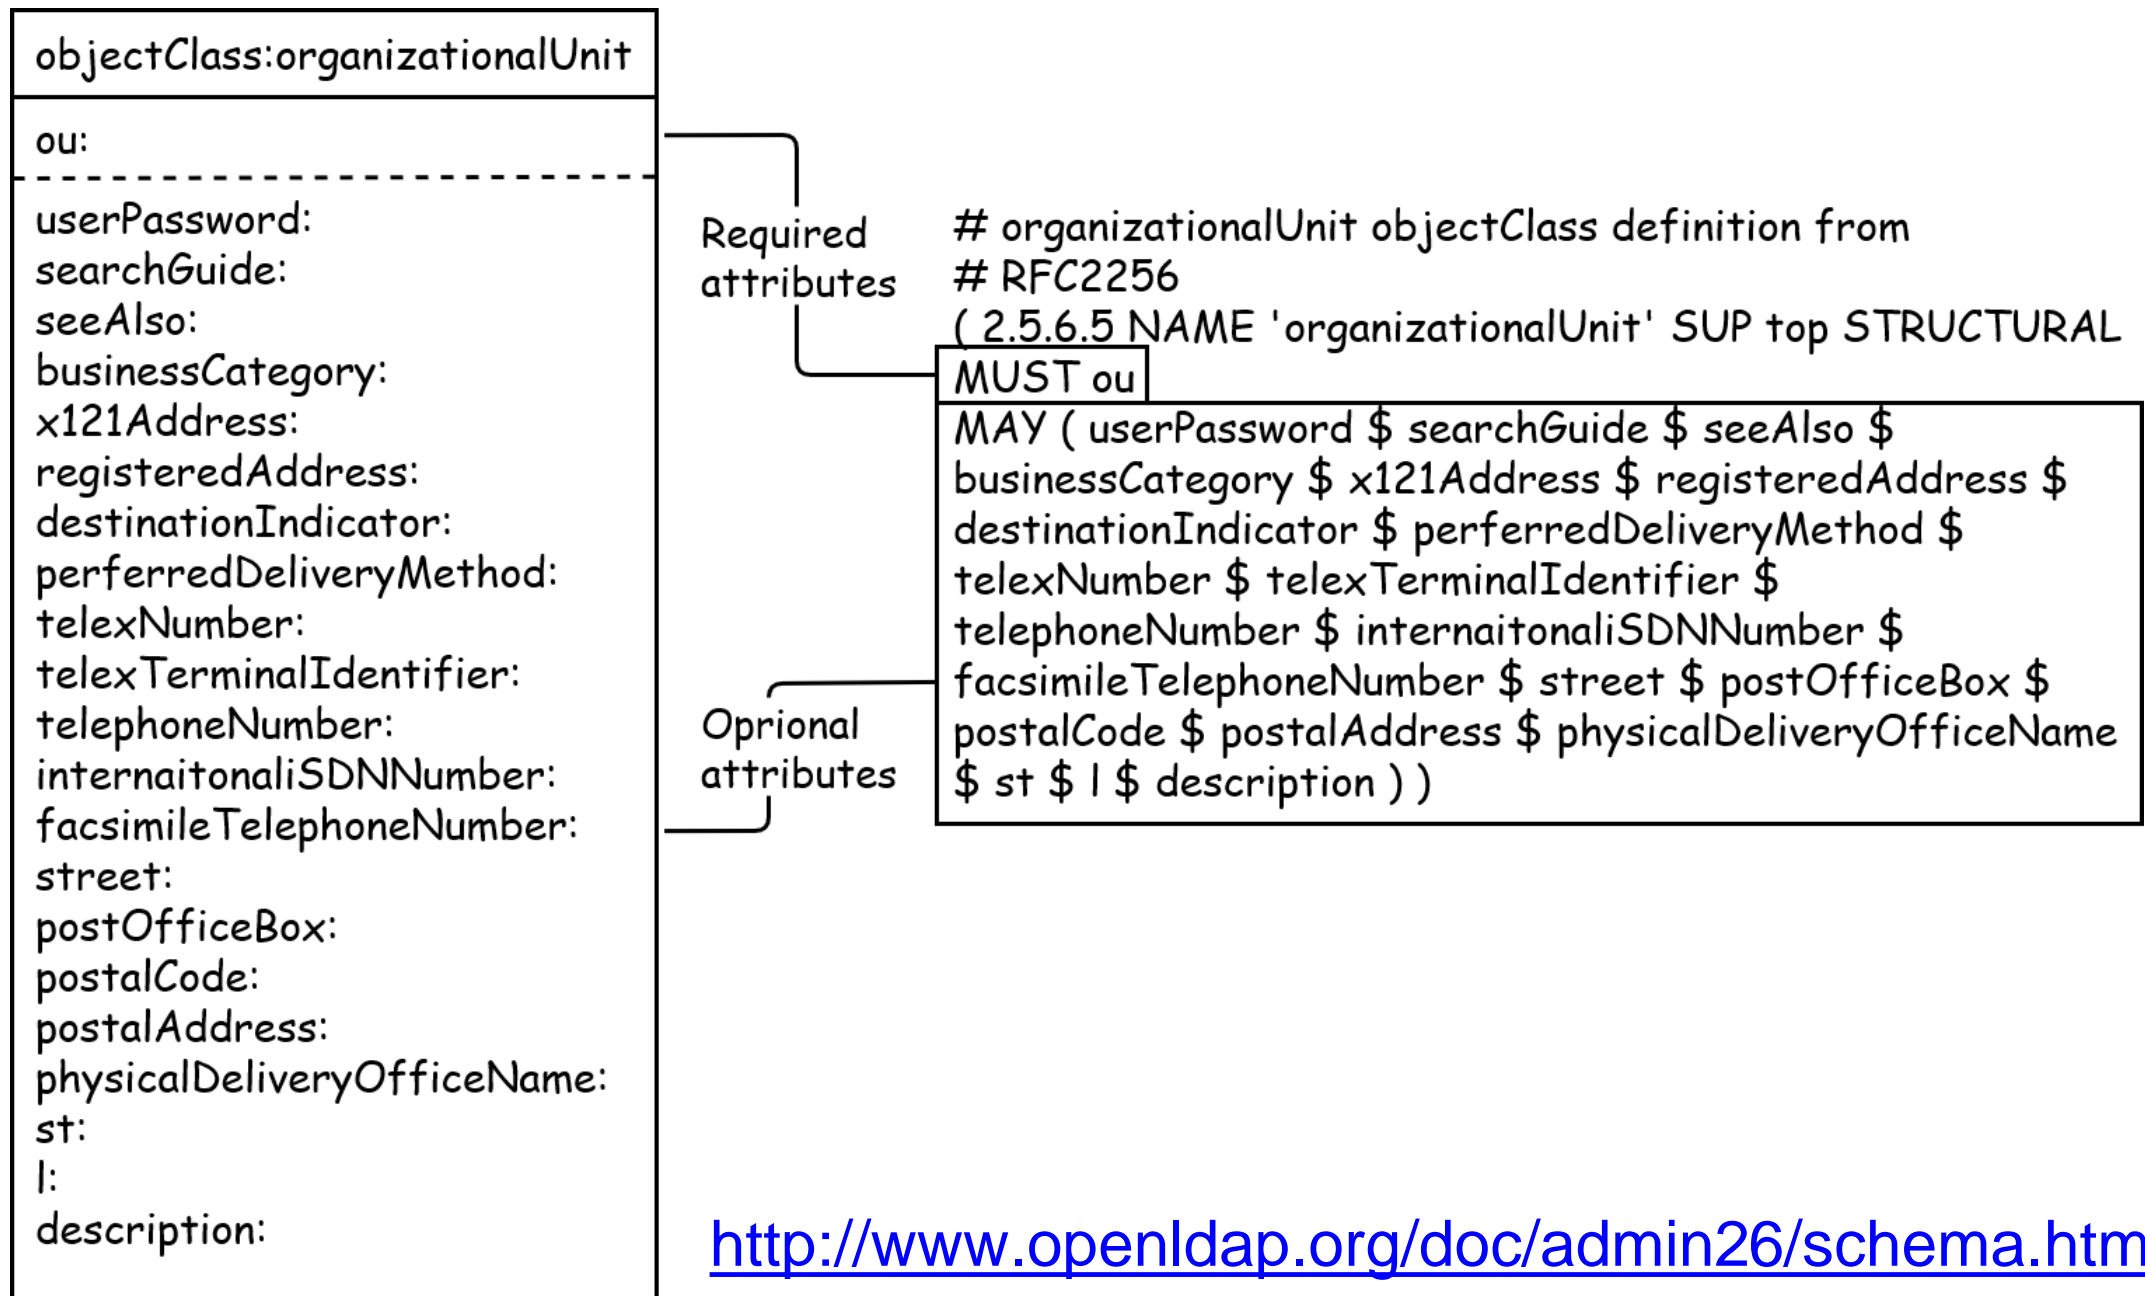 objectClass:organizationalUnit
ou:
userPassword:
searchGuide:
seeAlso:
businessCategory:
x121Address:
registeredAddress:
destinationIndicator:
perferredDeliveryMethod:
telexNumber:
telexTerminalIdentifier:
telephoneNumber:
internaitonaliSDNNumber:
facsimileTelephoneNumber:
street:
postOfficeBox:
postalCode:
postalAddress:
physicalDeliveryOfficeName:
st:
l:
description:
Required
attributes
Oprional
attributes
# organizationalUnit objectClass definition from
# RFC2256
( 2.5.6.5 NAME 'organizationalUnit' SUP top STRUCTURAL
MUST ou
MAY ( userPassword $ searchGuide $ seeAlso $
businessCategory $ x121Address $ registeredAddress $
destinationIndicator $ perferredDeliveryMethod $
telexNumber $ telexTerminalIdentifier $
telephoneNumber $ internaitonaliSDNNumber $
facsimileTelephoneNumber $ street $ postOfficeBox $
postalCode $ postalAddress $ physicalDeliveryOfficeName
$ st $ l $ description ) )
http://www.openldap.org/doc/admin26/schema.htm